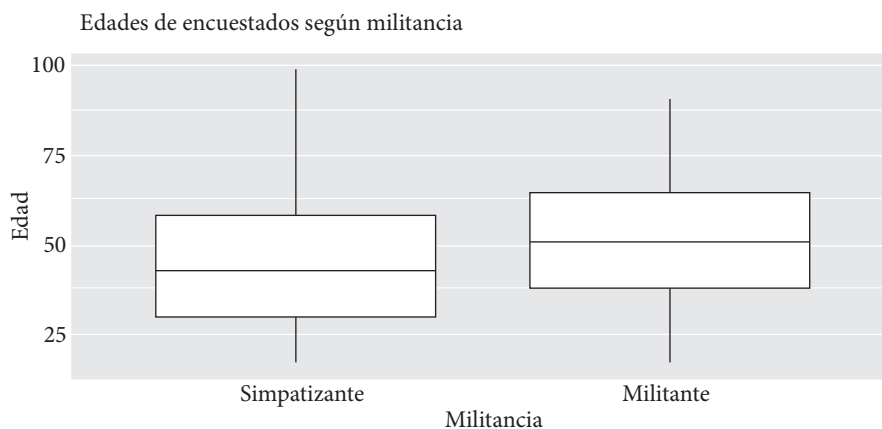 Edades de encuestados según militancia
100
75
50
25
Edad
Simpatizante Militante
Militancia